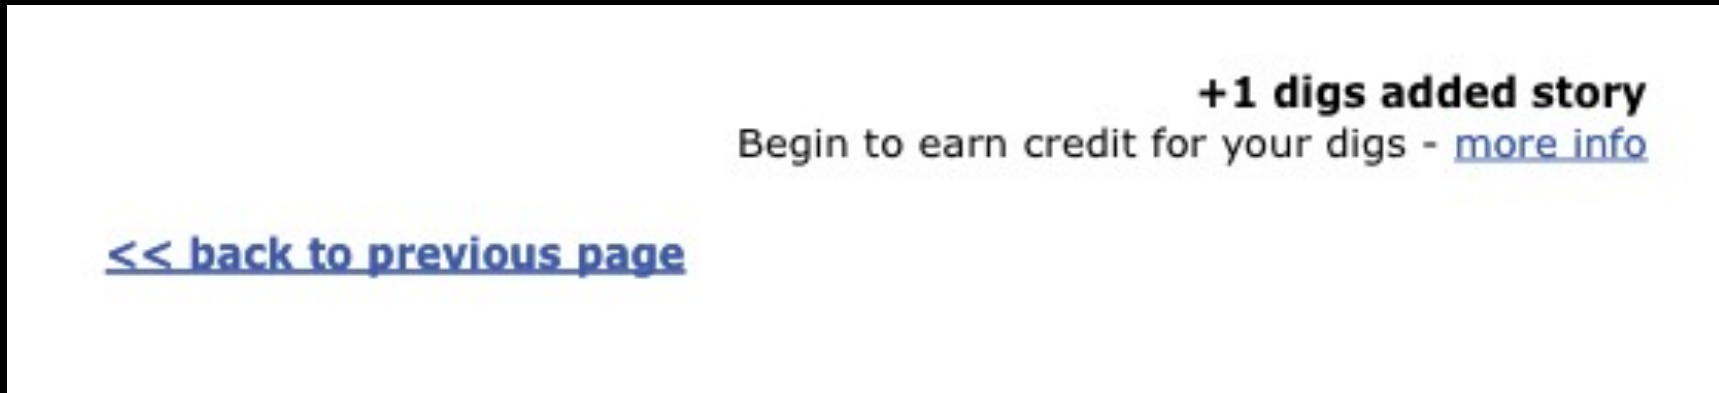 +1 digs added story
Begin to earn credit for your digs - more info
<< back to previous page